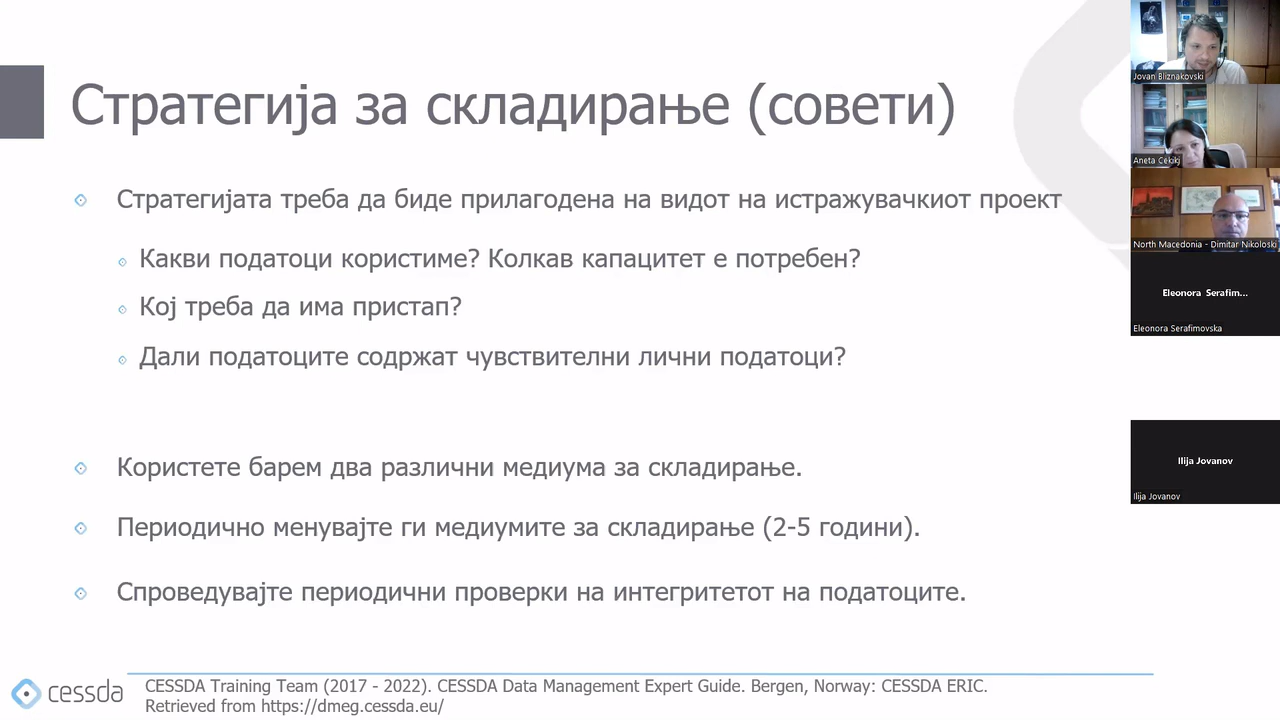 Стратегија за складирање (совети)
Стратегијата треба да биде прилагодена на видот на истражувачкиот проект
Какви податоци користиме? Колкав капацитет е потребен?
Кој треба да има пристап?
Дали податоците содржат чувствителни лични податоци?
Користете барем два различни медиума за складирање.
Периодично менувајте ги медиумите за складирање (2-5 години).
Спроведувајте периодични проверки на интегритетот на податоците.
cessda
CESSDA Training Team (2017 - 2022). CESSDA Data Management Expert Guide. Bergen, Norway: CESSDA ERIC.
Retrieved from https://dmeg.cessda.eu/
Jovan Bliznakovski
Aneta Cekikj
North Macedonia - Dimitar Nikoloski
Eleonora Serafim...
Eleonora Serafimovska
Ilija Jovanov
Ilija Jovanov